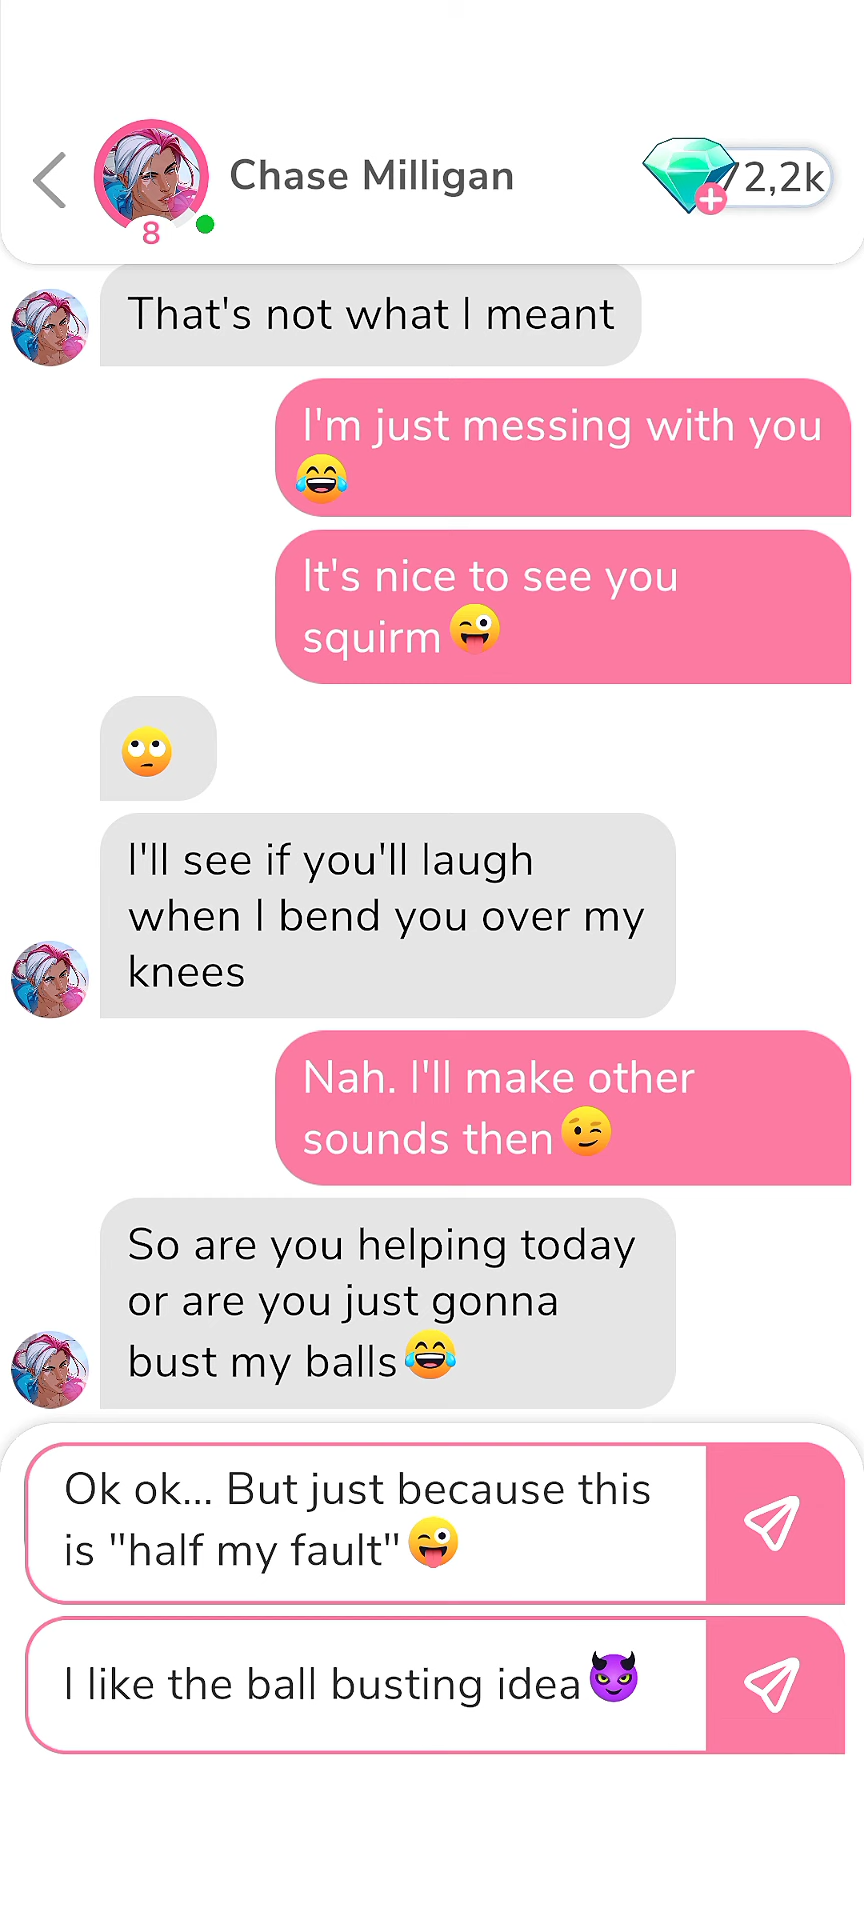 Chase Milligan
72,2k
8
That's not what I meant
I'm just messing with you
😂
It's nice to see you
squirm😜
🙄
I'll see if you'll laugh
when I bend you over my
knees
Nah. I'll make other
sounds then😉
So are you helping today
or are you just gonna
bust my balls😂
Ok ok... But just because this
is "half my fault"😜
I like the ball busting idea😈